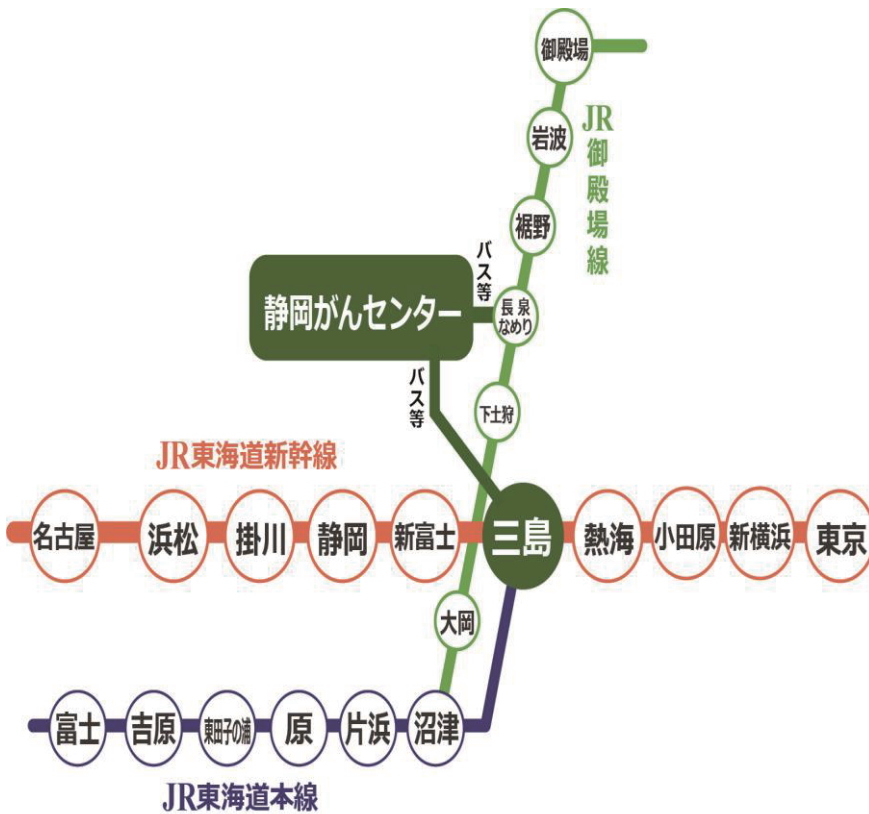 御殿場
JR御殿場線
岩波
裾野
バス等
静岡がんセンター
長泉
なめり
バス等
下土狩
JR東海道新幹線
名古屋
浜松
掛川
静岡
新富士
三島
熱海
小田原
新横浜
東京
大岡
富士
吉原
東田子の浦
原
片浜
沼津
JR東海道本線